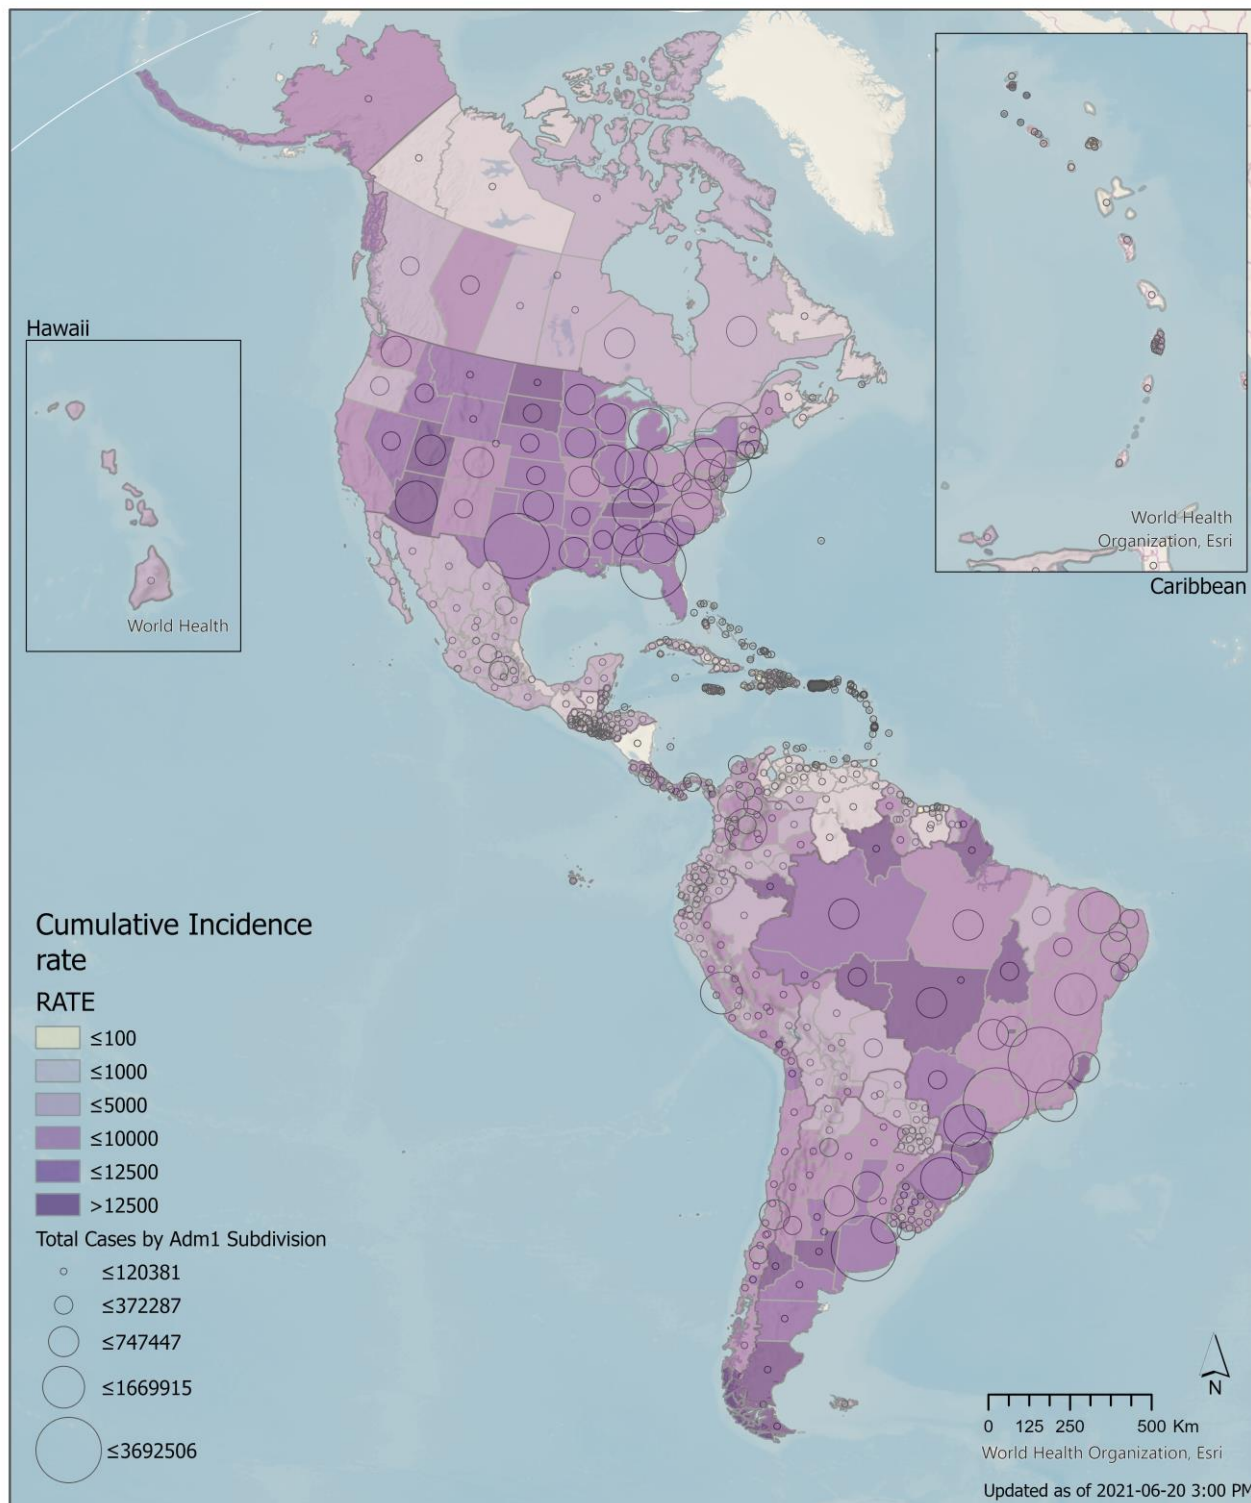 Hawaii
World Health
World Health
Organization, Esri
Caribbean
Cumulative Incidence
rate
RATE
≤100
≤1000
≤5000
≤10000
≤12500
>12500
Total Cases by Adm1 Subdivision
≤120381
≤372287
≤747447
≤1669915
≤3692506
N
0 125 250 500 Km
World Health Organization, Esri
Updated as of 2021-06-20 3:00 PM